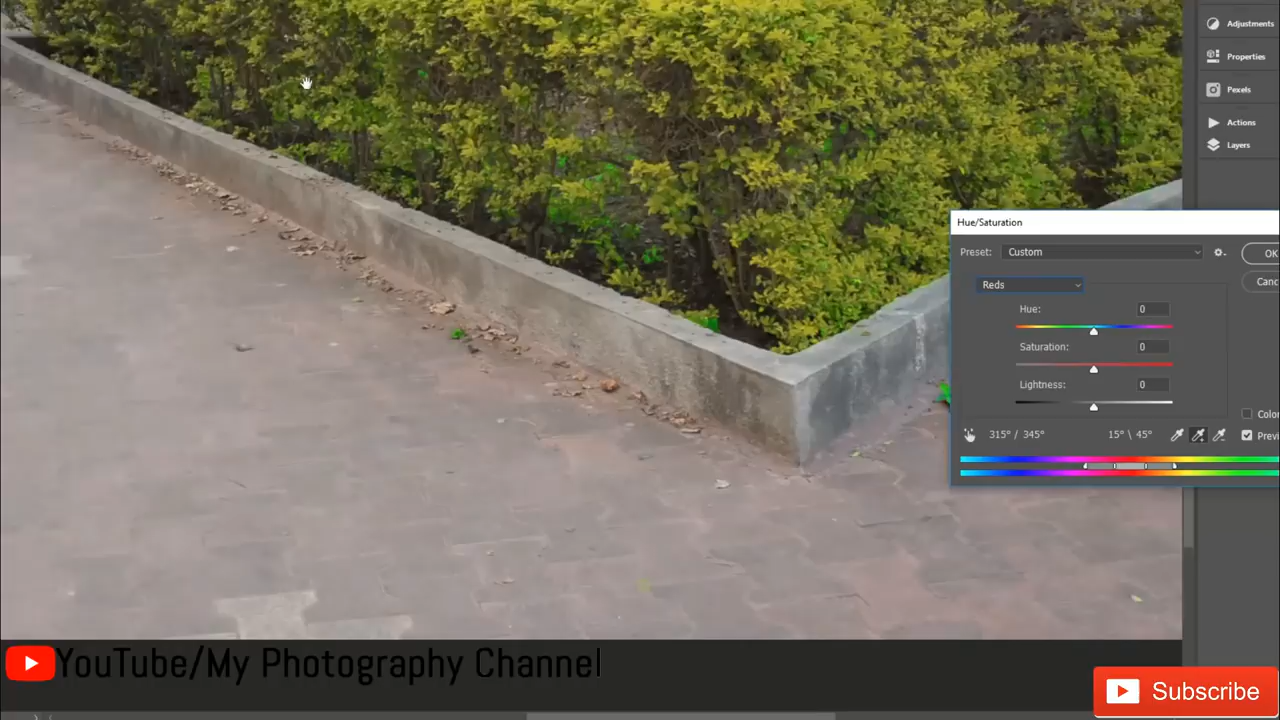 Adjustments
Properties
Pexels
Actions
Layers
Hue/Saturation
Preset: Custom
OK
Reds
Canc
Hue: 0
Saturation: 0
Lightness: 0
Color
315° / 345° 15° \ 45°
Previ
YouTube/My Photography Channel
Subscribe